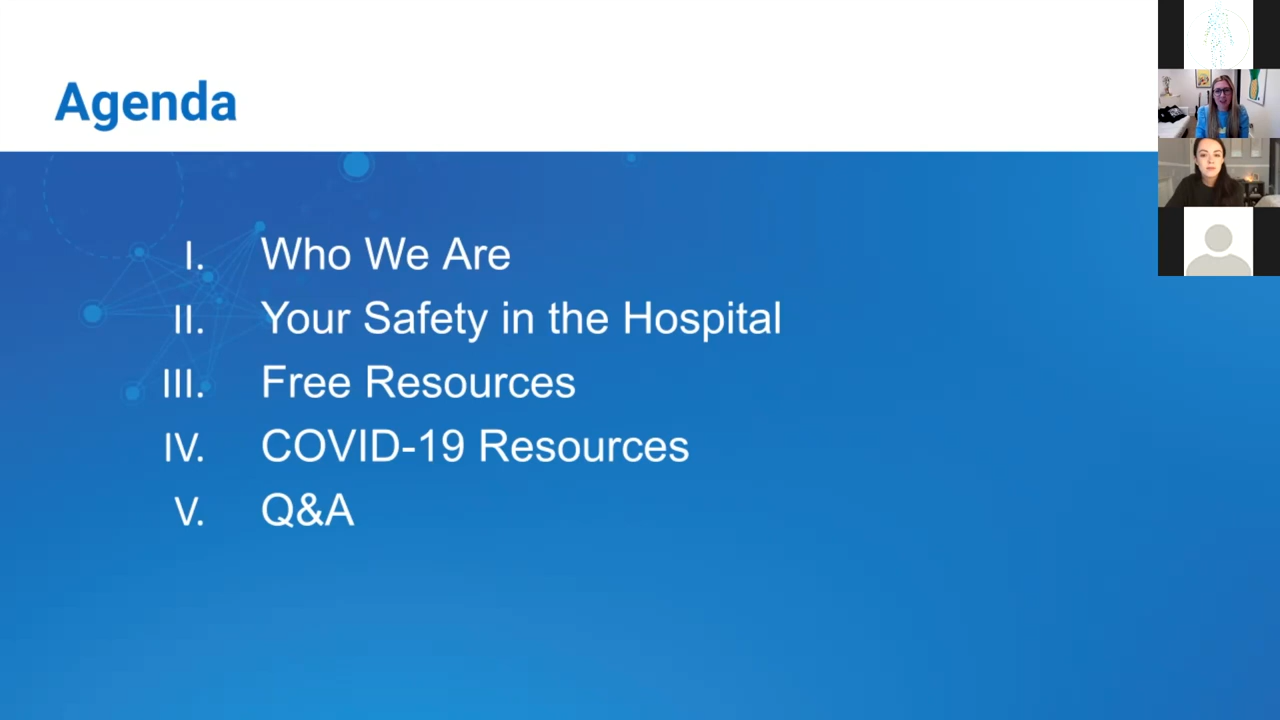 Agenda
I. Who We Are
II. Your Safety in the Hospital
III. Free Resources
IV. COVID-19 Resources
V. Q&A